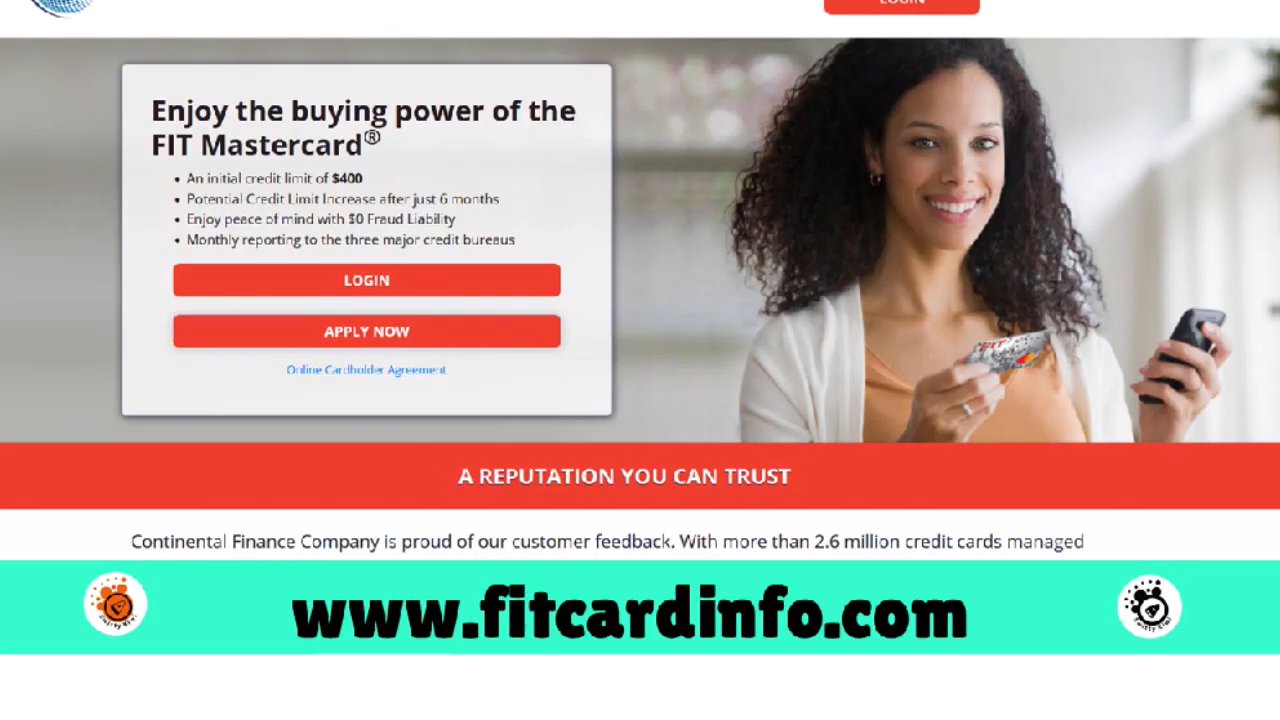 LOGIN
Enjoy the buying power of the
FIT Mastercard®
• An initial credit limit of $400
• Potential Credit Limit Increase after just 6 months
• Enjoy peace of mind with $0 Fraud Liability
• Monthly reporting to the three major credit bureaus
LOGIN
APPLY NOW
Online Cardholder Agreement
FIT
A REPUTATION YOU CAN TRUST
Continental Finance Company is proud of our customer feedback. With more than 2.6 million credit cards managed
www.fitcardinfo.com